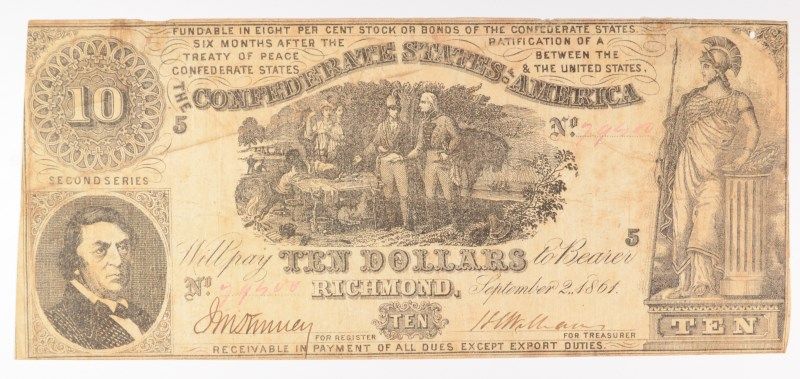 FUNDABLE IN EIGHT PER CENT STOCK OR BONDS OF THE CONFEDERATE STATES.
SIX MONTHS AFTER THE RATIFICATION OF A
TREATY OF PEACE BETWEEN THE
CONFEDERATE STATES & THE UNITED STATES.
THE CONFEDERATE STATES OF AMERICA
10
5
No.
SECOND SERIES
5
Will pay TEN DOLLARS to Bearer
No.
RICHMOND, September 2, 1861.
TEN
TEN
FOR REGISTER
FOR TREASURER
RECEIVABLE IN PAYMENT OF ALL DUES EXCEPT EXPORT DUTIES.